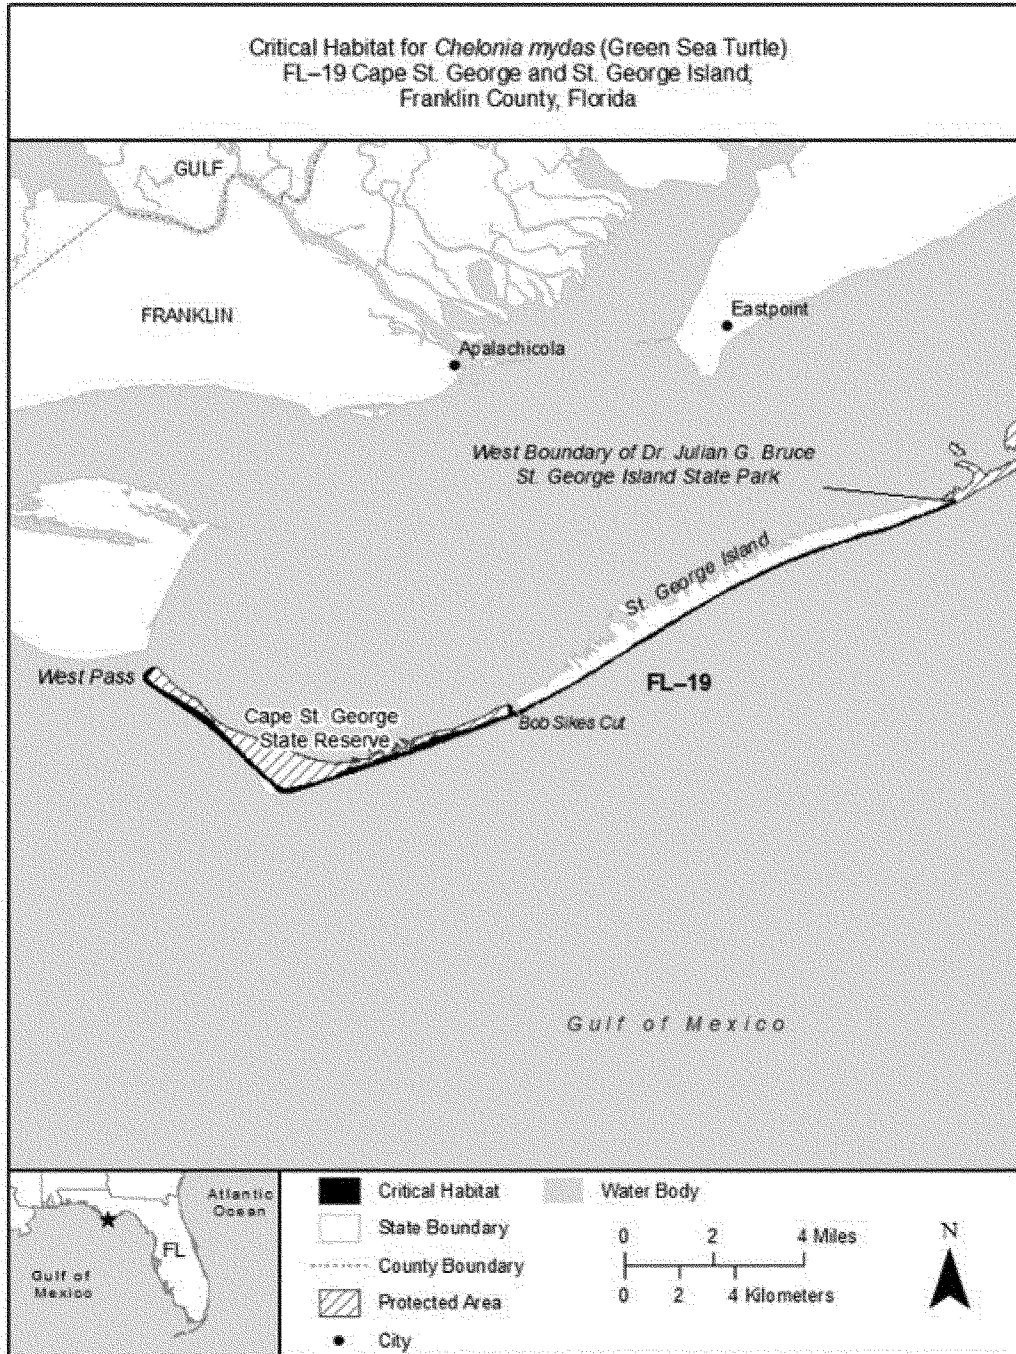 Critical Habitat for Chelonia mydas (Green Sea Turtle)
FL–19 Cape St. George and St. George Island;
Franklin County, Florida
GULF
FRANKLIN
Eastpoint
Apalachicola
West Boundary of Dr. Julian G. Bruce
St. George Island State Park
St. George Island
West Pass
FL–19
Cape St. George
State Reserve
Bob Sikes Cut
Gulf of Mexico
Atlantic
Ocean
FL
Gulf of
Mexico
Critical Habitat
Water Body
State Boundary
County Boundary
Protected Area
City
0 2 4 Miles
0 2 4 Kilometers
N